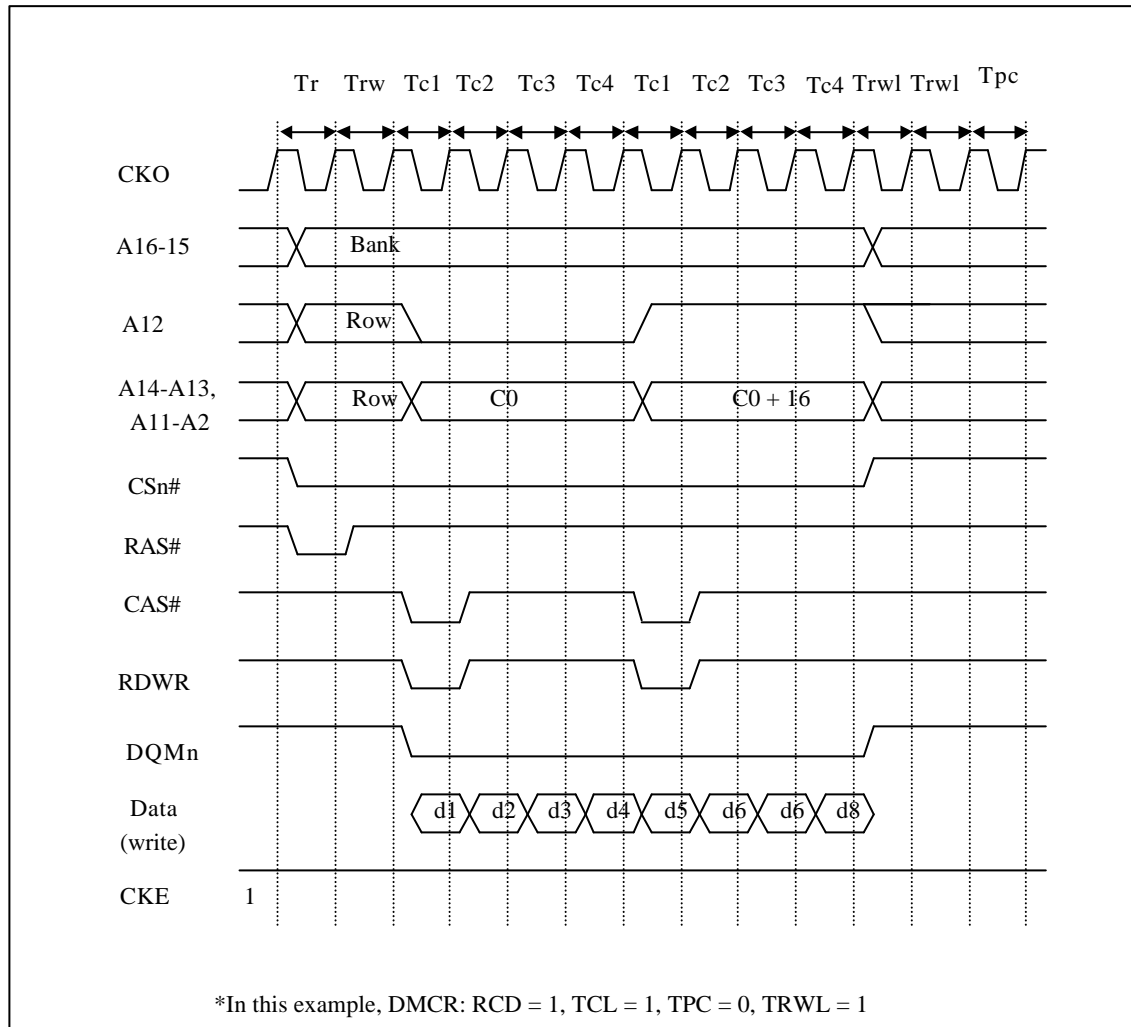 Tr Trw Tc1 Tc2 Tc3 Tc4 Tc1 Tc2 Tc3 Tc4 Trwl Trwl Tpc
CKO
A16-15 Bank
A12 Row
A14-A13, Row C0 C0 + 16
A11-A2
CSn#
RAS#
CAS#
RDWR
DQMn
Data d1 d2 d3 d4 d5 d6 d6 d8
(write)
CKE 1
*In this example, DMCR: RCD = 1, TCL = 1, TPC = 0, TRWL = 1